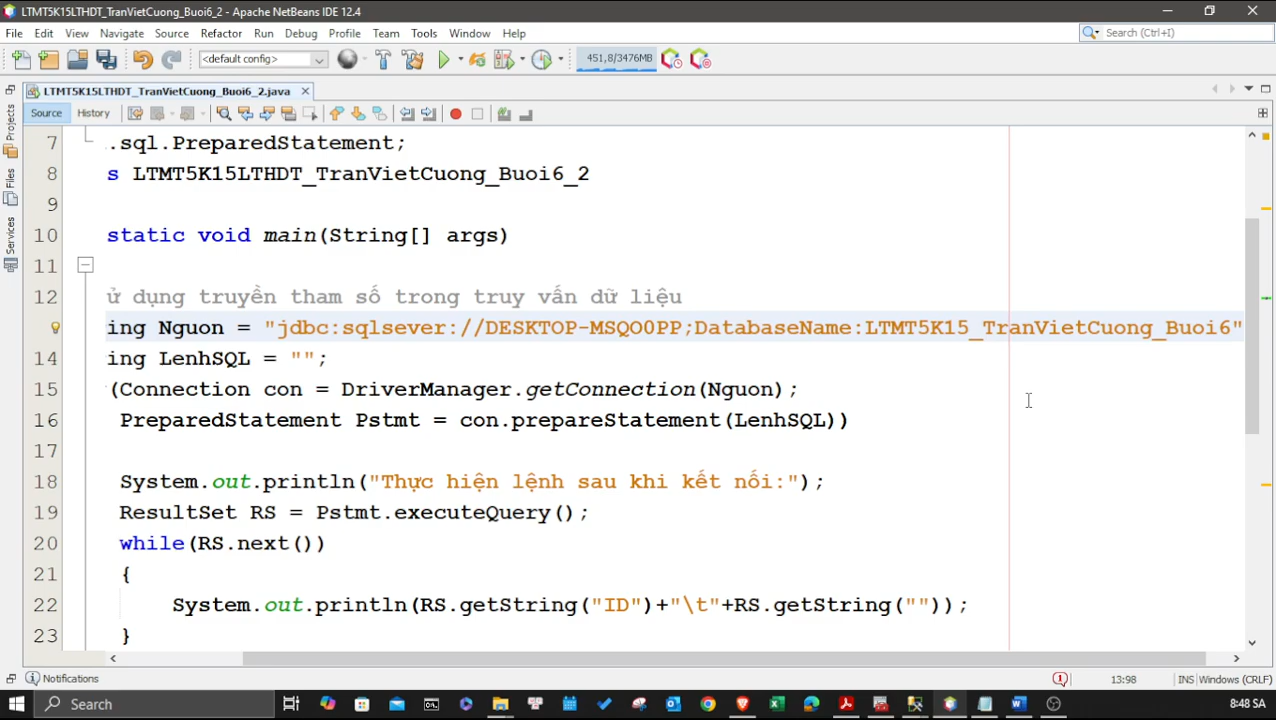 LTMT5K15LTHDT_TranVietCuong_Buoi6_2 - Apache NetBeans IDE 12.4
File Edit View Navigate Source Refactor Run Debug Profile Team Tools Window Help
Search (Ctrl+I)
<default config>
451,8/3476MB
LTMT5K15LTHDT_TranVietCuong_Buoi6_2.java
Source History
Projects
Files
Services
7 .sql.PreparedStatement;
8 s LTMT5K15LTHDT_TranVietCuong_Buoi6_2
9
10 static void main(String[] args)
11
12 ử dụng truyền tham số trong truy vấn dữ liệu
ing Nguon = "jdbc:sqlsever://DESKTOP-MSQO0PP;DatabaseName:LTMT5K15_TranVietCuong_Buoi6"
14 ing LenhSQL = "";
15 (Connection con = DriverManager.getConnection(Nguon);
16 PreparedStatement Pstmt = con.prepareStatement(LenhSQL))
17
18 System.out.println("Thực hiện lệnh sau khi kết nối:");
19 ResultSet RS = Pstmt.executeQuery();
20 while(RS.next())
21 {
22 System.out.println(RS.getString("ID")+"\t"+RS.getString(""));
23 }
Notifications
13:98
INS
Windows (CRLF)
Search
8:48 SA